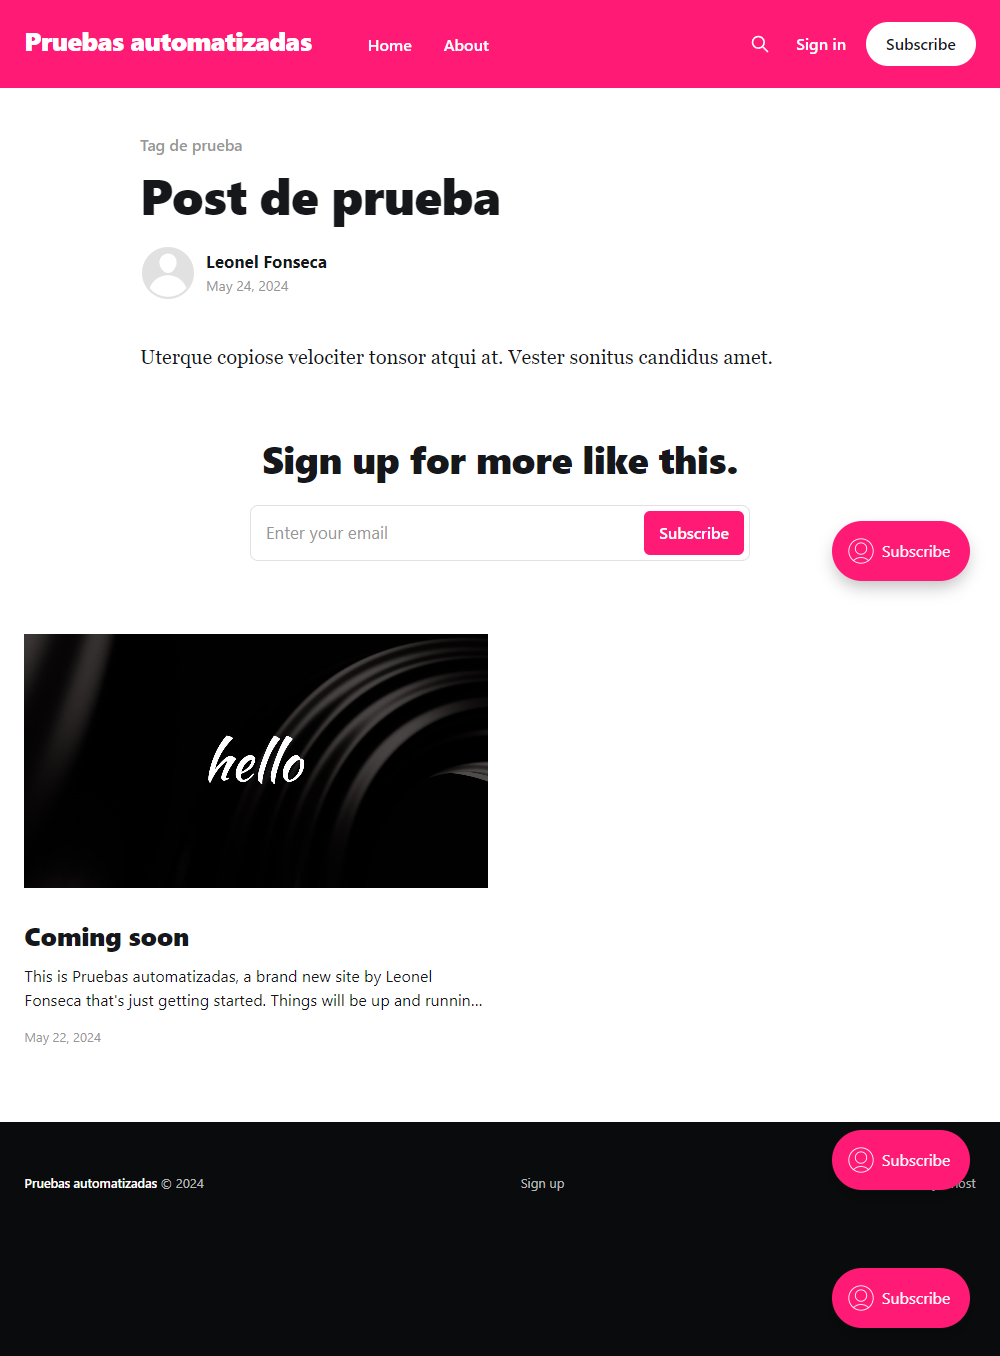 Pruebas automatizadas
Home
About
Sign in
Subscribe
Tag de prueba
Post de prueba
Leonel Fonseca
May 24, 2024
Uterque copiose velociter tonsor atqui at. Vester sonitus candidus amet.
Sign up for more like this.
Enter your email
Subscribe
Subscribe
hello
Coming soon
This is Pruebas automatizadas, a brand new site by Leonel
Fonseca that's just getting started. Things will be up and runnin...
May 22, 2024
Subscribe
Pruebas automatizadas © 2024
Sign up
Subscribe